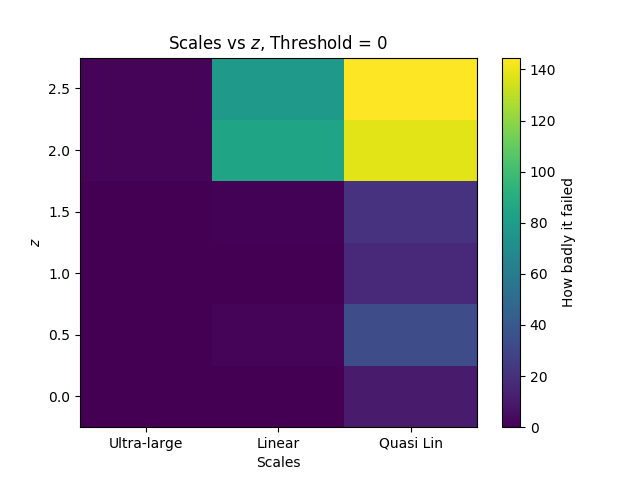 Scales vs z, Threshold = 0
2.5
2.0
1.5
1.0
0.5
0.0
z
Ultra-large
Linear
Quasi Lin
Scales
140
120
100
80
60
40
20
0
How badly it failed